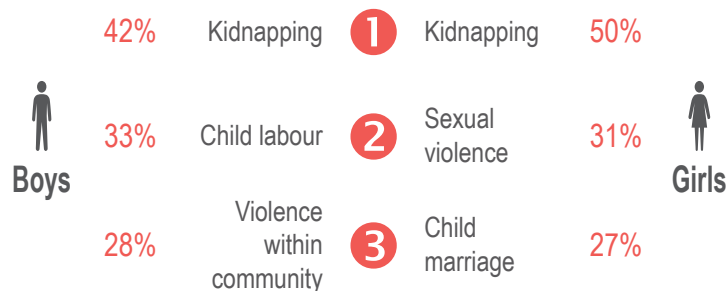 42% Kidnapping 1 Kidnapping 50%
33% Child labour 2 Sexual violence 31%
Boys
Girls
28% Violence within community 3 Child marriage 27%